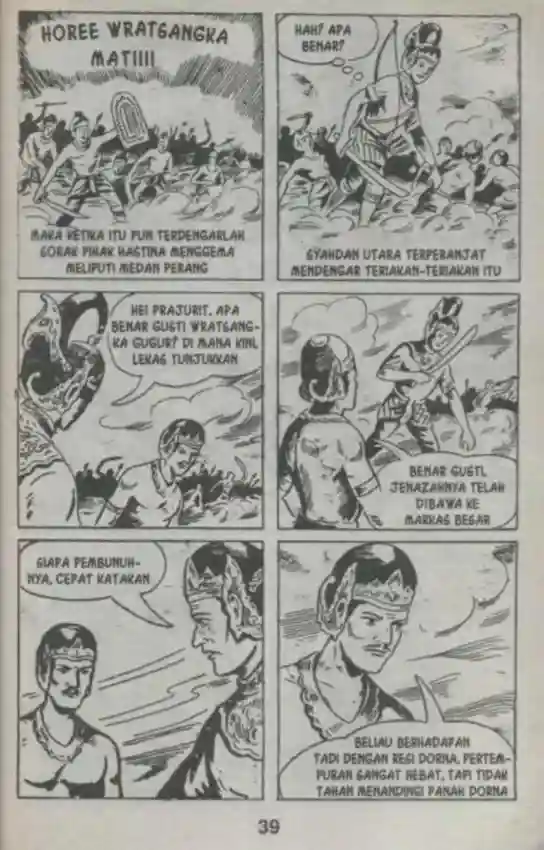 HOREE WRATSANGKA
MATIIII
MAKA KETIKA ITU PUN TERDENGARLAH
SORAK PIHAK HASTINA MENGGEMA
MELIPUTI MEDAN PERANG
HAH? APA
BENAR?
SYAHDAN UTARA TERPERANJAT
MENDENGAR TERIAKAN-TERIAKAN ITU
HEI PRAJURIT. APA
BENAR GUSTI WRATSANG-
KA GUGUR? DI MANA KINI,
LEKAS TUNJUKKAN
BENAR GUSTI,
JENAZAHNYA TELAH
DIBAWA KE
MARKAS BESAR
SIAPA PEMBUNUH-
NYA, CEPAT KATAKAN
BELIAU BERHADAPAN
TADI DENGAN RESI DORNA. PERTEM-
PURAN SANGAT HEBAT, TAPI TIDAK
TAHAN MENANDINGI PANAH DORNA
39